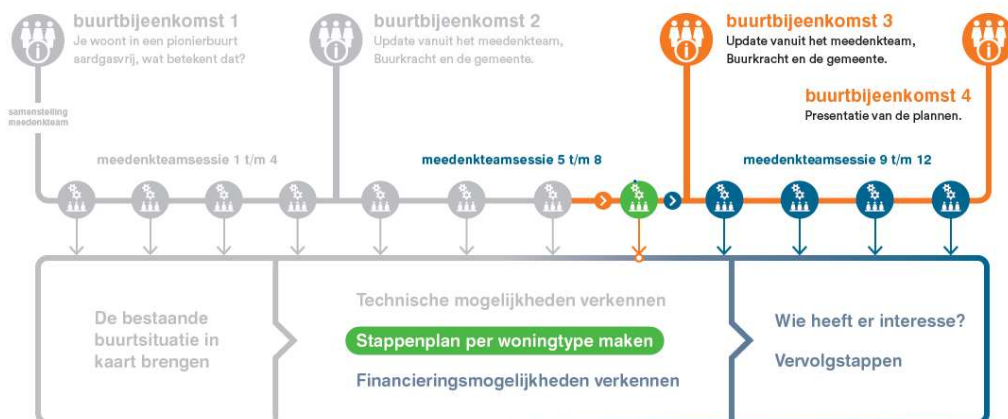 buurtbijeenkomst 1
Je woont in een pionierbuurt
aardgasvrij, wat betekent dat?
buurtbijeenkomst 2
Update vanuit het meedenkteam,
Buurkracht en de gemeente.
buurtbijeenkomst 3
Update vanuit het meedenkteam,
Buurkracht en de gemeente.
buurtbijeenkomst 4
Presentatie van de plannen.
samenstelling
meedenkteam
meedenkteamsessie 1 t/m 4
meedenkteamsessie 5 t/m 8
meedenkteamsessie 9 t/m 12
De bestaande
buurtsituatie in
kaart brengen
Technische mogelijkheden verkennen
Stappenplan per woningtype maken
Financieringsmogelijkheden verkennen
Wie heeft er interesse?
Vervolgstappen